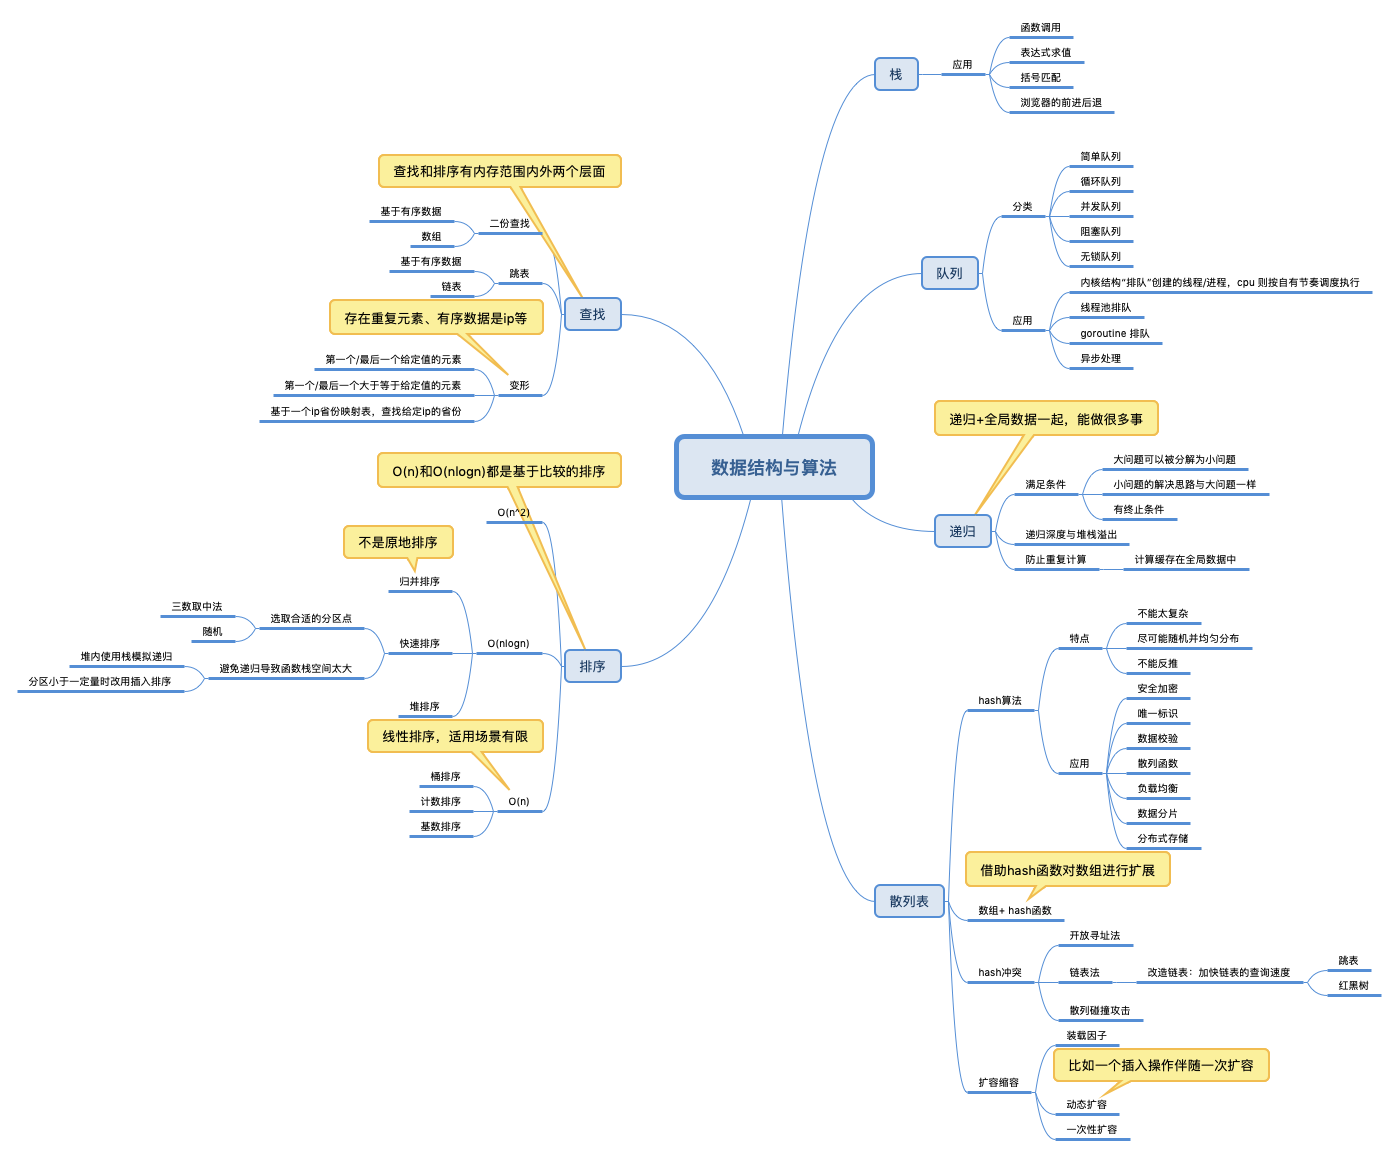 数据结构与算法
栈
应用
函数调用
表达式求值
括号匹配
浏览器的前进后退
队列
分类
简单队列
循环队列
并发队列
阻塞队列
无锁队列
应用
内核结构“排队”创建的线程/进程，cpu 则按自有节奏调度执行
线程池排队
goroutine 排队
异步处理
递归+全局数据一起，能做很多事
递归
满足条件
大问题可以被分解为小问题
小问题的解决思路与大问题一样
有终止条件
递归深度与堆栈溢出
防止重复计算
计算缓存在全局数据中
散列表
hash算法
特点
不能太复杂
尽可能随机并均匀分布
不能反推
应用
安全加密
唯一标识
数据校验
散列函数
负载均衡
数据分片
分布式存储
借助hash函数对数组进行扩展
数组+ hash函数
hash冲突
开放寻址法
链表法
改造链表：加快链表的查询速度
跳表
红黑树
散列碰撞攻击
扩容缩容
装载因子
比如一个插入操作伴随一次扩容
动态扩容
一次性扩容
查找和排序有内存范围内外两个层面
查找
二份查找
基于有序数据
数组
跳表
基于有序数据
链表
存在重复元素、有序数据是ip等
变形
第一个/最后一个给定值的元素
第一个/最后一个大于等于给定值的元素
基于一个ip省份映射表，查找给定ip的省份
O(n)和O(nlogn)都是基于比较的排序
排序
O(n^2)
O(nlogn)
不是原地排序
归并排序
快速排序
选取合适的分区点
三数取中法
随机
避免递归导致函数栈空间太大
堆内使用栈模拟递归
分区小于一定量时改用插入排序
堆排序
线性排序，适用场景有限
O(n)
桶排序
计数排序
基数排序